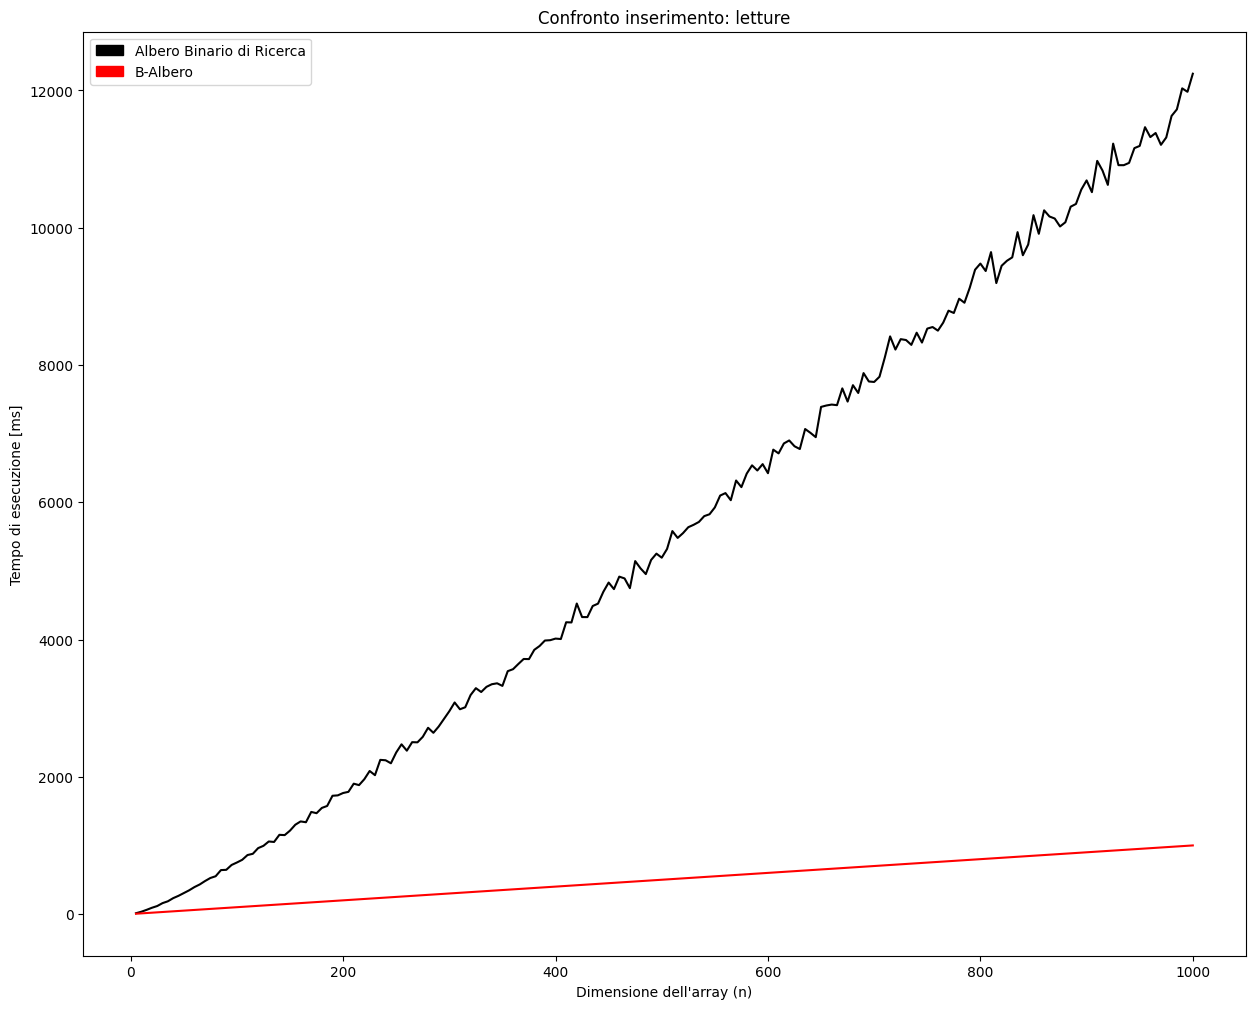 Confronto inserimento: letture
Albero Binario di Ricerca
B-Albero
12000
10000
8000
6000
4000
2000
0
Tempo di esecuzione [ms]
0 200 400 600 800 1000
Dimensione dell'array (n)